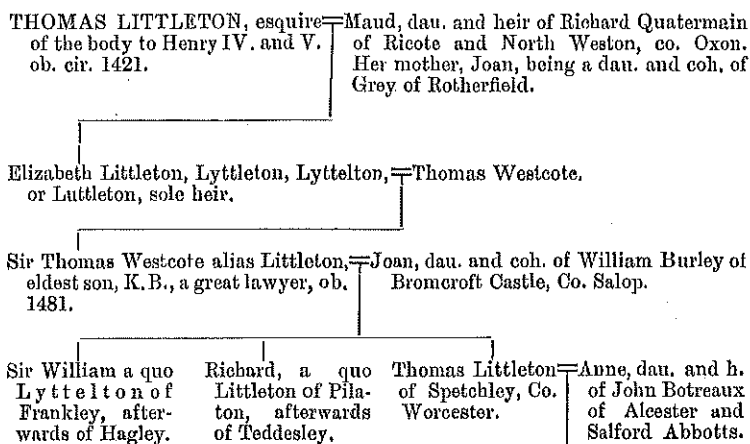 THOMAS LITTLETON, esquire
of the body to Henry IV. and V.
ob. cir. 1421.
Maud, dau. and heir of Richard Quatermain
of Ricote and North Weston, co. Oxon.
Her mother, Joan, being a dau. and coh. of
Grey of Rotherfield.
Elizabeth Littleton, Lyttleton, Lyttelton,
or Luttleton, sole heir.
Thomas Westcote.
Sir Thomas Westcote alias Littleton,
eldest son, K.B., a great lawyer, ob.
1481.
Joan, dau. and coh. of William Burley of
Bromcroft Castle, Co. Salop.
Sir William a quo
Lyttelton of
Frankley, after-
wards of Hagley.
Richard, a quo
Littleton of Pila-
ton, afterwards
of Teddesley.
Thomas Littleton
of Spetchley, Co.
Worcester.
Anne, dau. and h.
of John Botreaux
of Alcester and
Salford Abbotts.